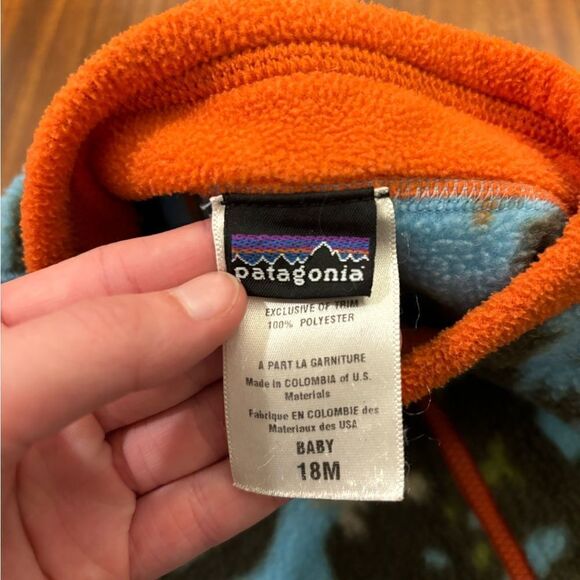 patagonia
EXCLUSIVE OF TRIM
100% POLYESTER
A PART LA GARNITURE
Made in COLOMBIA of U.S.
Materials
Fabrique EN COLOMBIE des
Materiaux des USA
BABY
18M